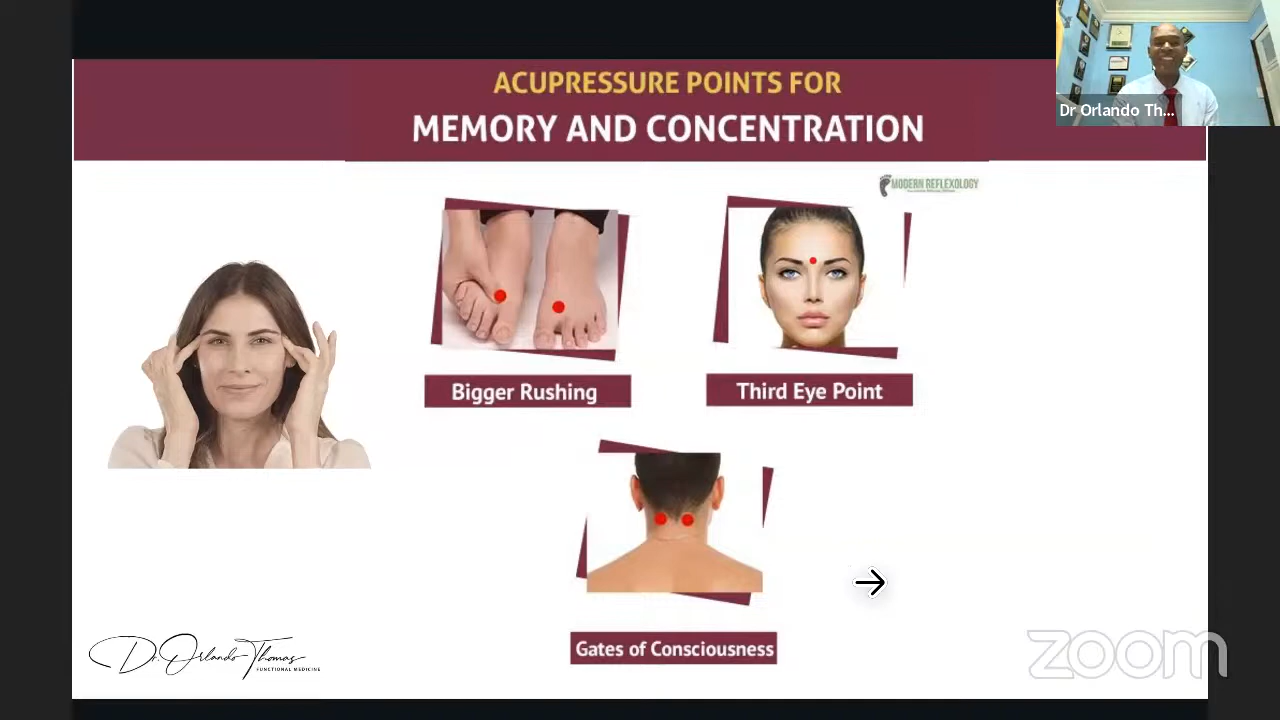 ACUPRESSURE POINTS FOR
MEMORY AND CONCENTRATION
Dr Orlando Th...
MODERN REFLEXOLOGY
Bigger Rushing
Third Eye Point
Gates of Consciousness
Dr. Orlando Thomas
FUNCTIONAL MEDICINE
zoom